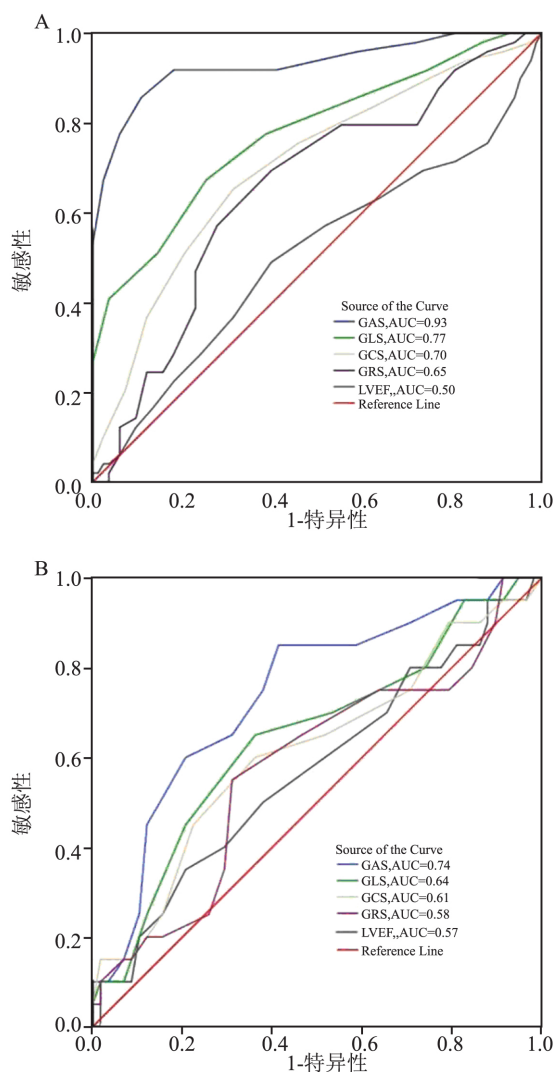 A
1.0
0.8
0.6
0.4
0.2
0.0
敏感性
Source of the Curve
GAS,AUC=0.93
GLS,AUC=0.77
GCS,AUC=0.70
GRS,AUC=0.65
LVEF,,AUC=0.50
Reference Line
0.0 0.2 0.4 0.6 0.8 1.0
1-特异性
B
1.0
0.8
0.6
0.4
0.2
0.0
敏感性
Source of the Curve
GAS,AUC=0.74
GLS,AUC=0.64
GCS,AUC=0.61
GRS,AUC=0.58
LVEF,,AUC=0.57
Reference Line
0.0 0.2 0.4 0.6 0.8 1.0
1-特异性